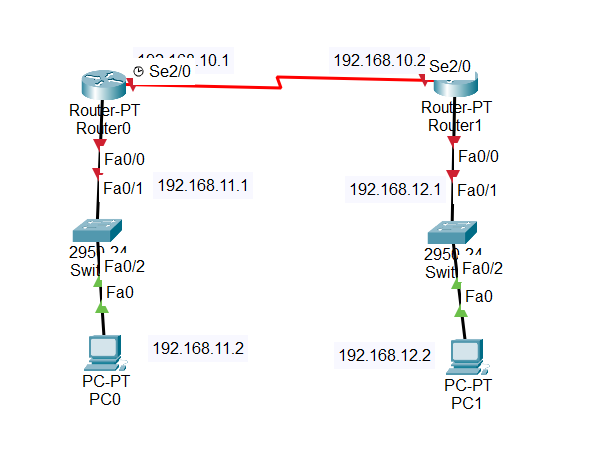 192.168.10.1
Se2/0
192.168.10.2
Se2/0
Router-PT
Router0
Router-PT
Router1
Fa0/0
Fa0/0
Fa0/1
192.168.11.1
192.168.12.1
Fa0/1
2950-24
Swit
2950-24
Swit
Fa0/2
Fa0/2
Fa0
Fa0
192.168.11.2
192.168.12.2
PC-PT
PC0
PC-PT
PC1